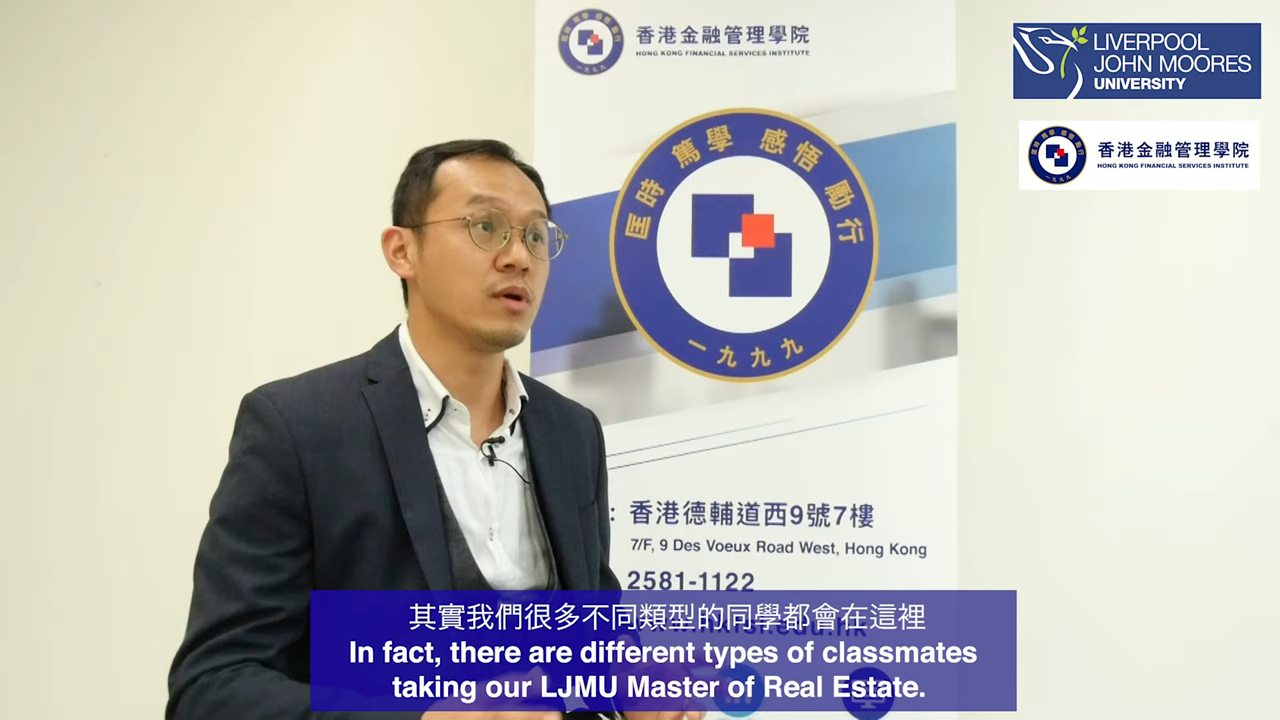 香港金融管理學院
HONG KONG FINANCIAL SERVICES INSTITUTE
匡時 篤學 感悟 勵行
一九九九
LIVERPOOL
JOHN MOORES
UNIVERSITY
香港金融管理學院
HONG KONG FINANCIAL SERVICES INSTITUTE
: 香港德輔道西9號7樓
7/F, 9 Des Voeux Road West, Hong Kong
2581-1122
其實我們很多不同類型的同學都會在這裡
In fact, there are different types of classmates
taking our LJMU Master of Real Estate.